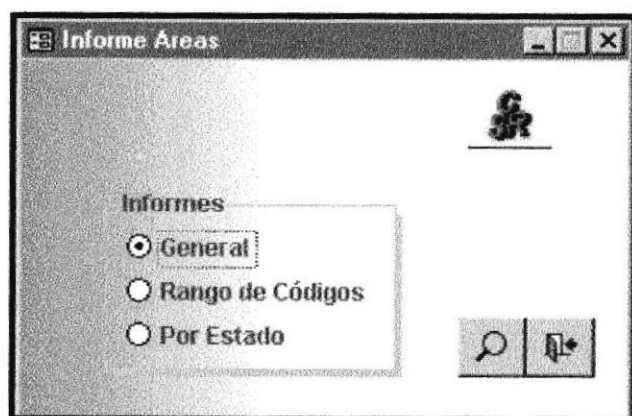 Informe Areas
Informes
General
Rango de Códigos
Por Estado